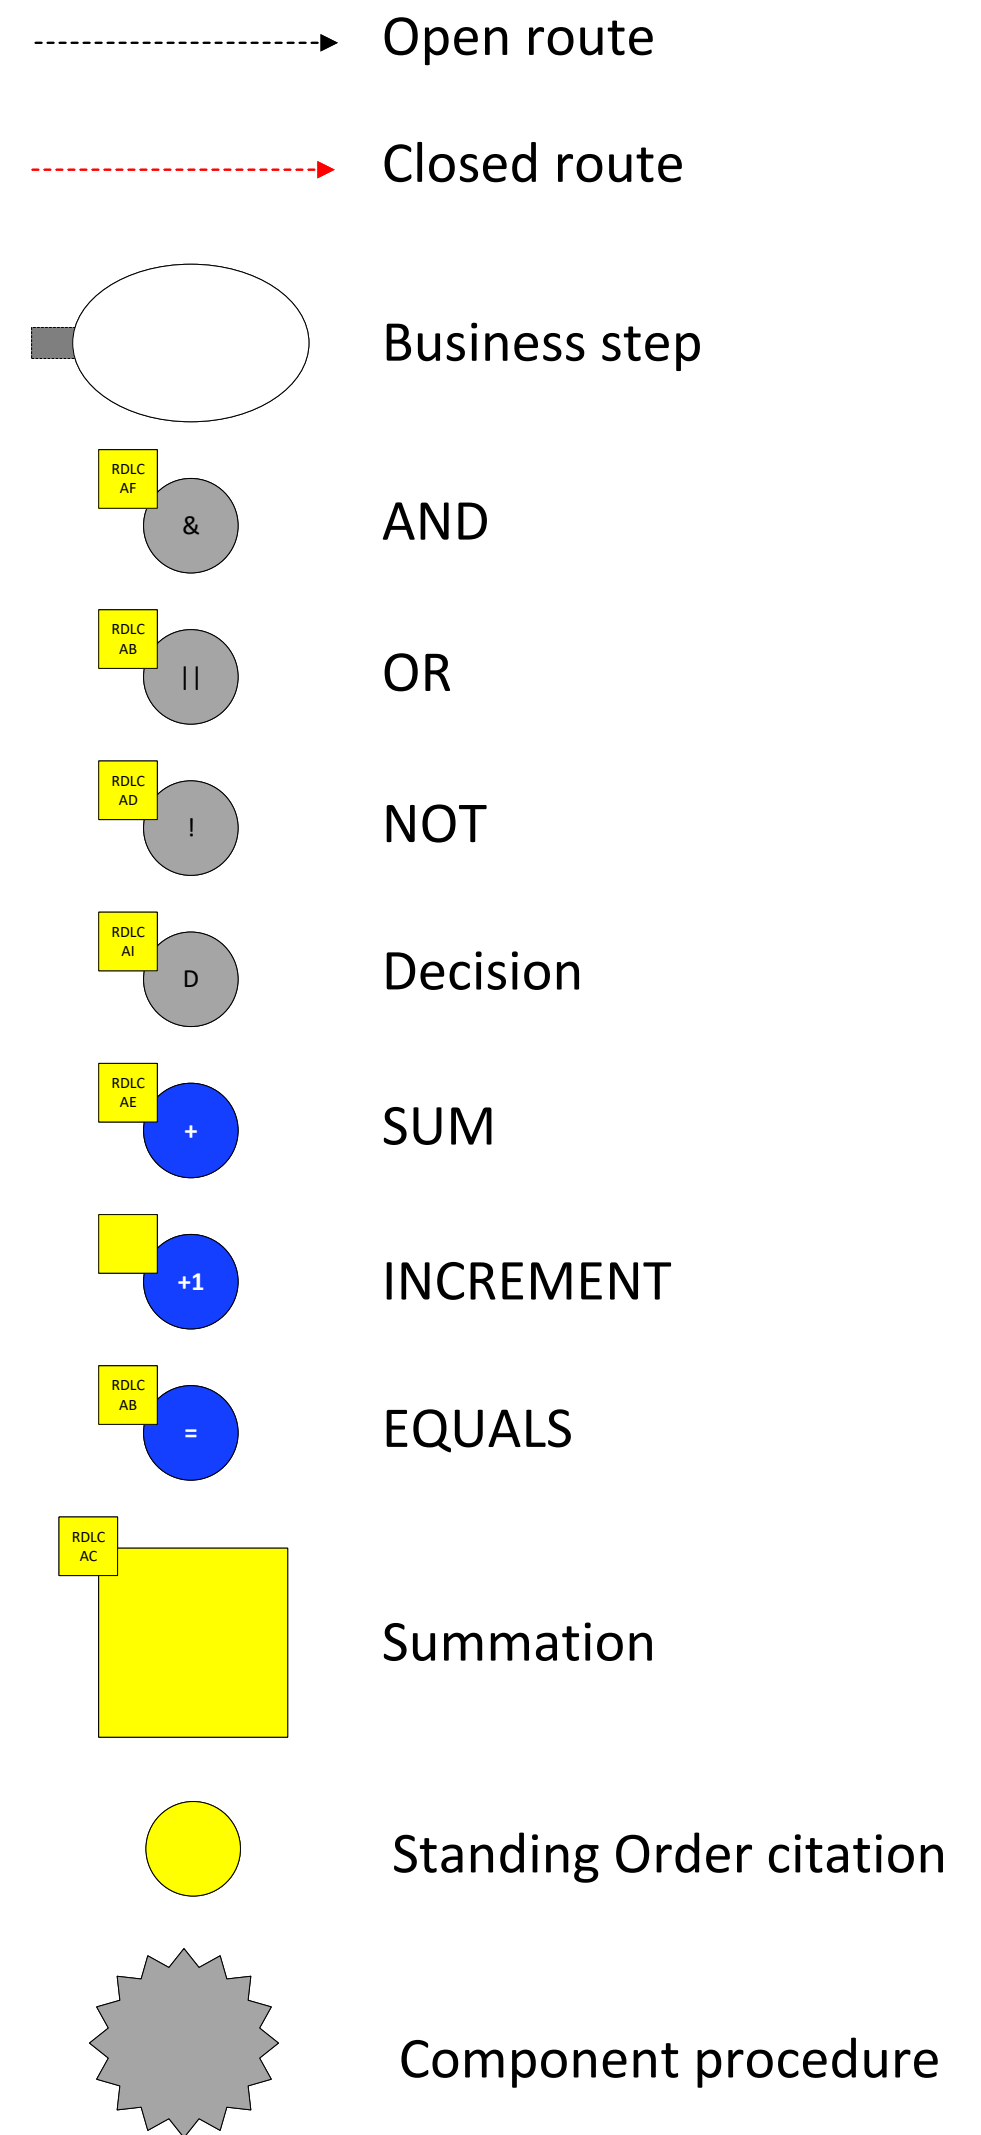 Open route
Closed route
Business step
RDLC
AF
&
AND
RDLC
AB
||
OR
RDLC
AD
!
NOT
RDLC
AI
D
Decision
RDLC
AE
+
SUM
+1
INCREMENT
RDLC
AB
=
EQUALS
RDLC
AC
Summation
Standing Order citation
Component procedure